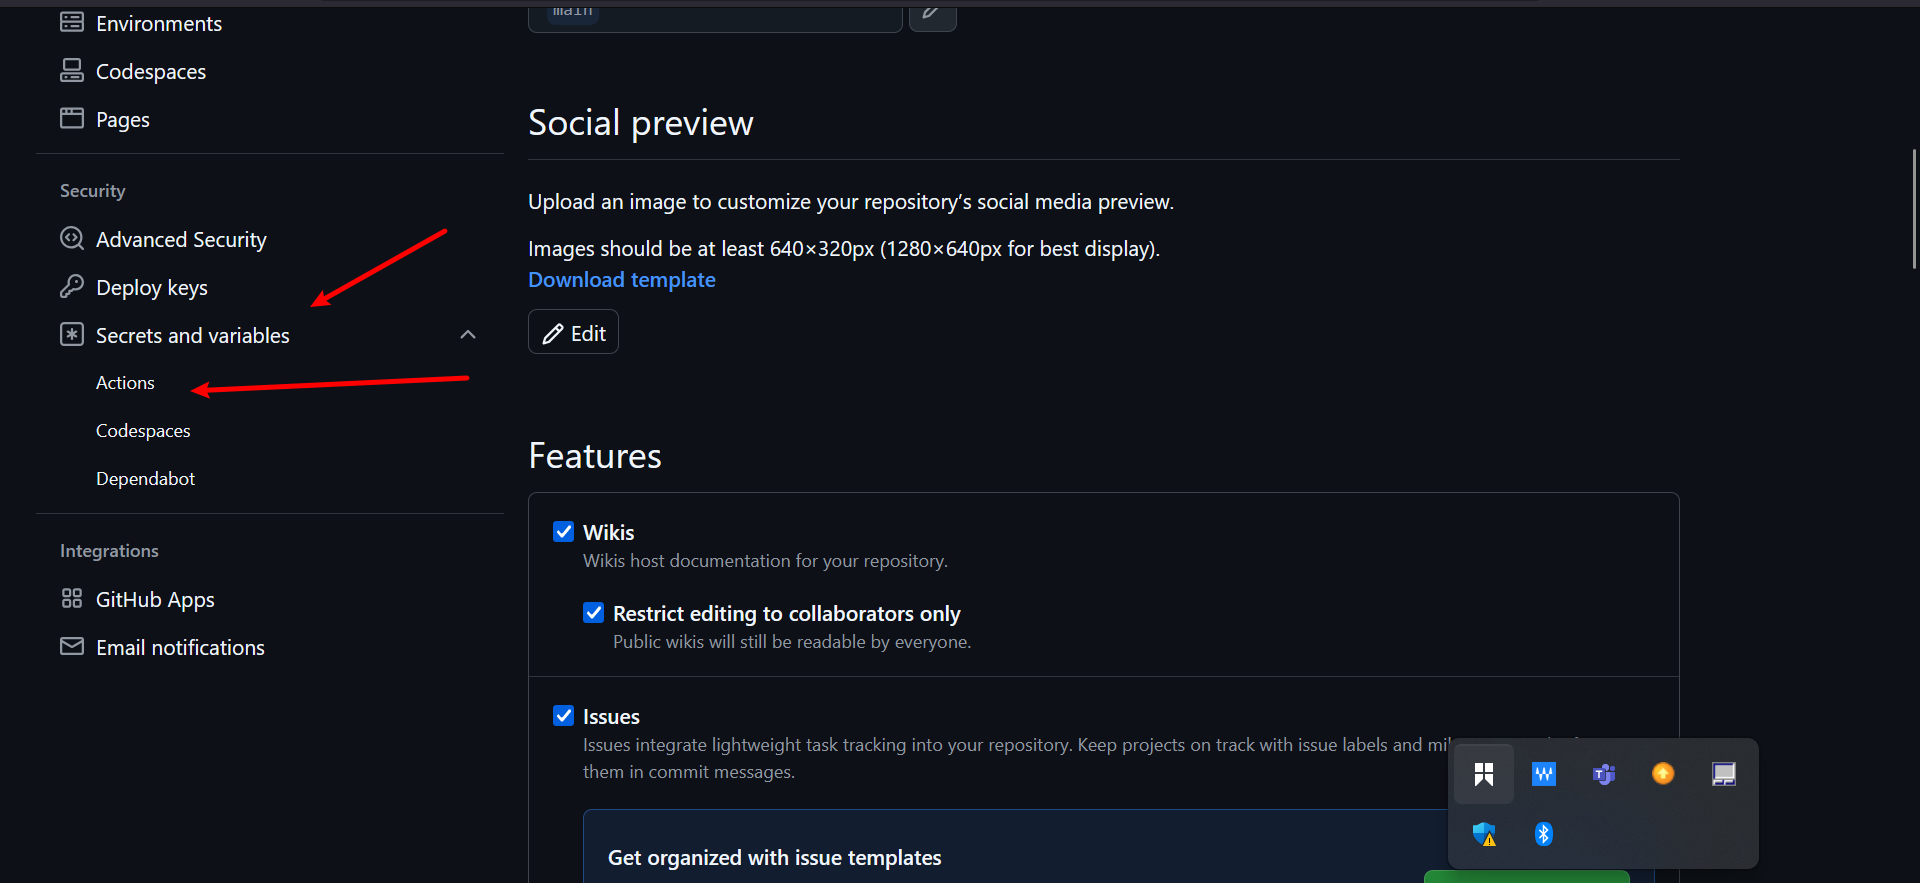 Environments
Codespaces
Pages
Security
Advanced Security
Deploy keys
Secrets and variables
Actions
Codespaces
Dependabot
Integrations
GitHub Apps
Email notifications
main
Social preview
Upload an image to customize your repository’s social media preview.
Images should be at least 640×320px (1280×640px for best display).
Download template
Edit
Features
Wikis
Wikis host documentation for your repository.
Restrict editing to collaborators only
Public wikis will still be readable by everyone.
Issues
Issues integrate lightweight task tracking into your repository. Keep projects on track with issue labels and
them in commit messages.
Get organized with issue templates